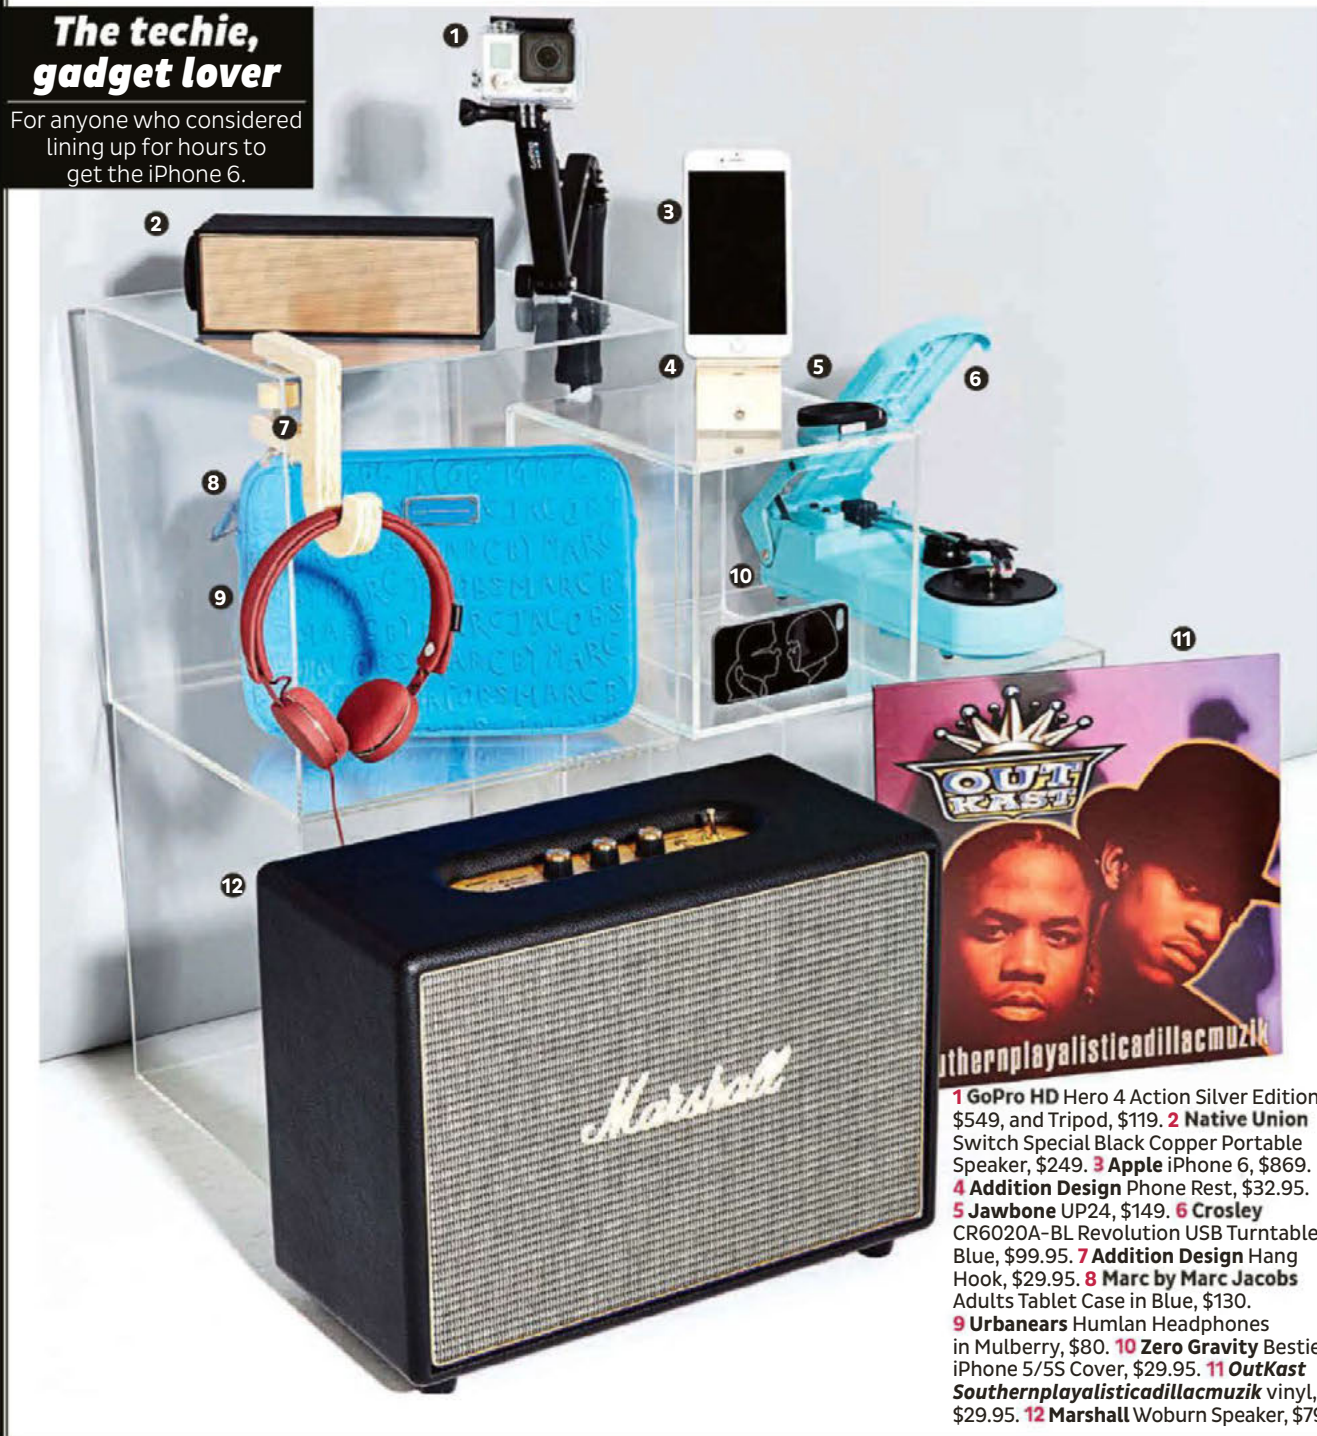 The techie,
gadget lover
For anyone who considered
lining up for hours to
get the iPhone 6.
1
2
3
4
5
6
7
8
9
10
11
12
OUT
KAST
uthernplayalisticadillacmuzik
Marshall
1 GoPro HD Hero 4 Action Silver Edition
$549, and Tripod, $119. 2 Native Union
Switch Special Black Copper Portable
Speaker, $249. 3 Apple iPhone 6, $869.
4 Addition Design Phone Rest, $32.95.
5 Jawbone UP24, $149. 6 Crosley
CR6020A-BL Revolution USB Turntable
Blue, $99.95. 7 Addition Design Hang
Hook, $29.95. 8 Marc by Marc Jacobs
Adults Tablet Case in Blue, $130.
9 Urbanears Humlan Headphones
in Mulberry, $80. 10 Zero Gravity Bestie
iPhone 5/5S Cover, $29.95. 11 OutKast
Southernplayalisticadillacmuzik vinyl,
$29.95. 12 Marshall Woburn Speaker, $79